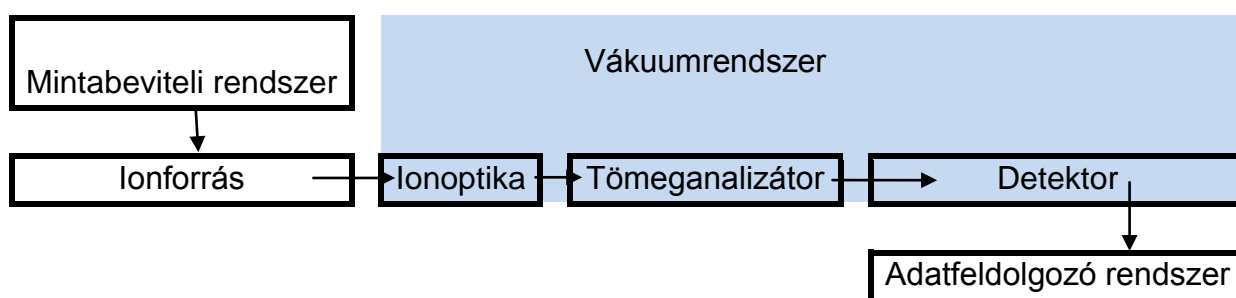 Vákuumrendszer
Mintabeviteli rendszer
Ionforrás
Ionoptika
Tömeganalizátor
Detektor
Adatfeldolgozó rendszer